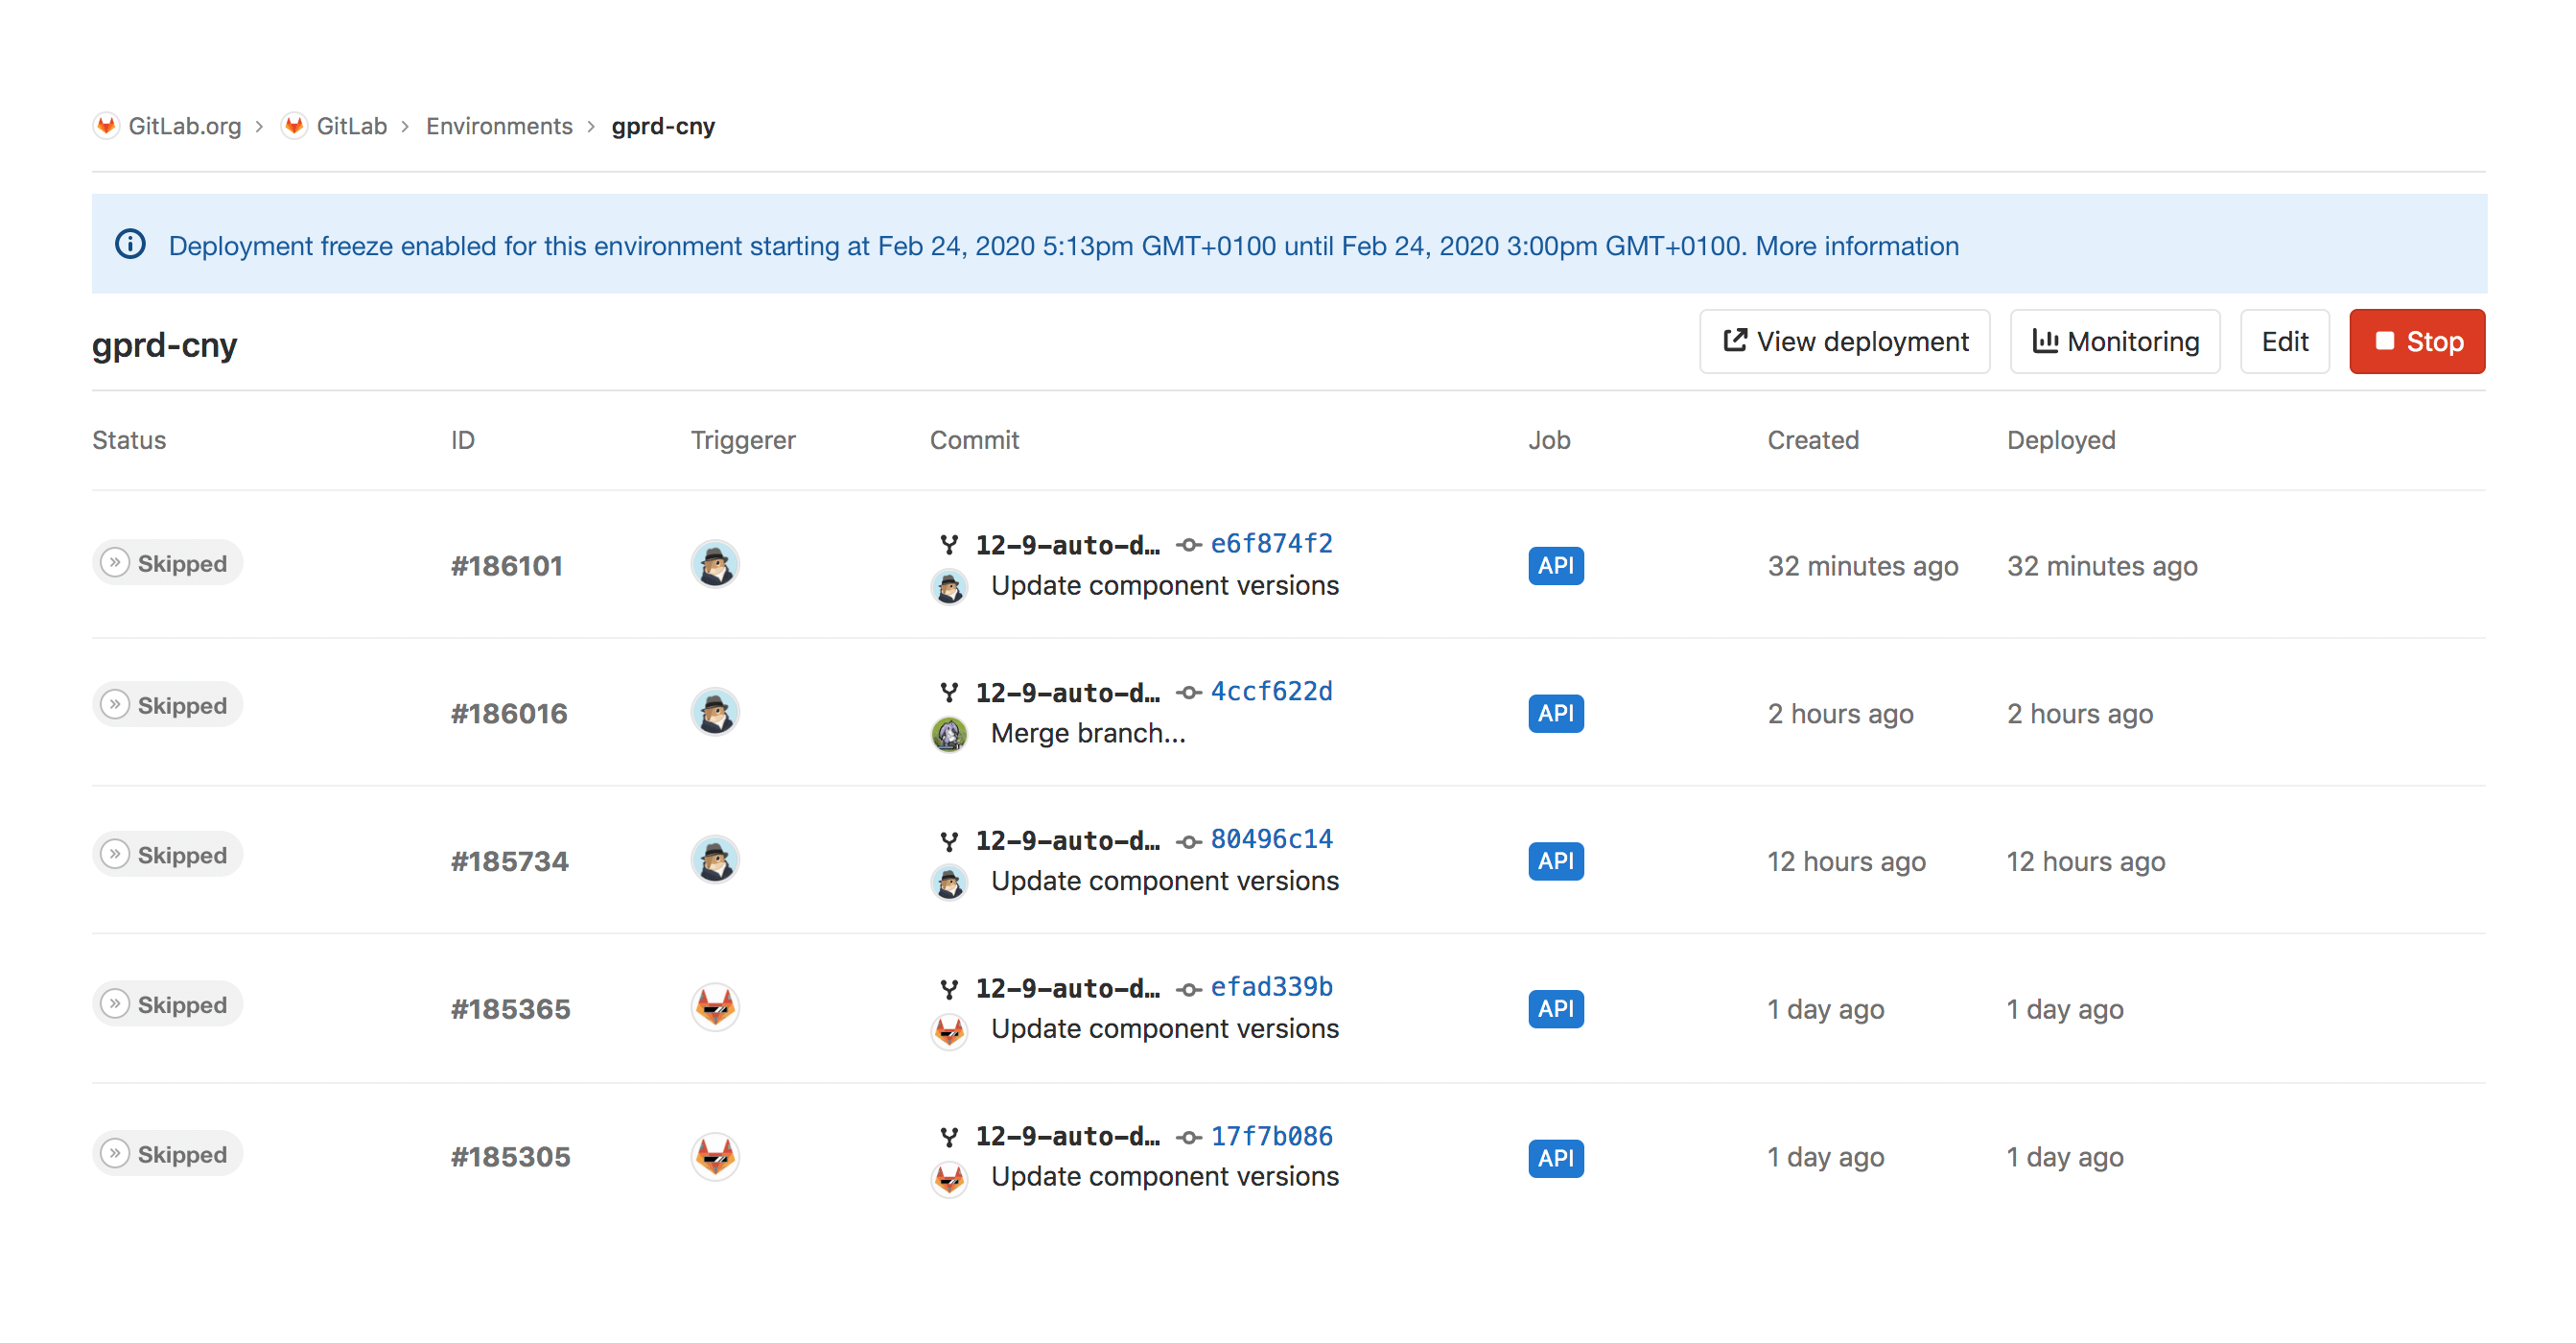 GitLab.org > GitLab > Environments > gprd-cny
Deployment freeze enabled for this environment starting at Feb 24, 2020 5:13pm GMT+0100 until Feb 24, 2020 3:00pm GMT+0100. More information
gprd-cny View deployment Monitoring Edit Stop
Status ID Triggerer Commit Job Created Deployed
12-9-auto-d… e6f874f2
Skipped #186101 API 32 minutes ago 32 minutes ago
Update component versions
12-9-auto-d… 4ccf622d
Skipped #186016 API 2 hours ago 2 hours ago
Merge branch...
12-9-auto-d… 80496c14
Skipped #185734 API 12 hours ago 12 hours ago
Update component versions
12-9-auto-d… efad339b
Skipped #185365 API 1 day ago 1 day ago
Update component versions
12-9-auto-d… 17f7b086
Skipped #185305 API 1 day ago 1 day ago
Update component versions